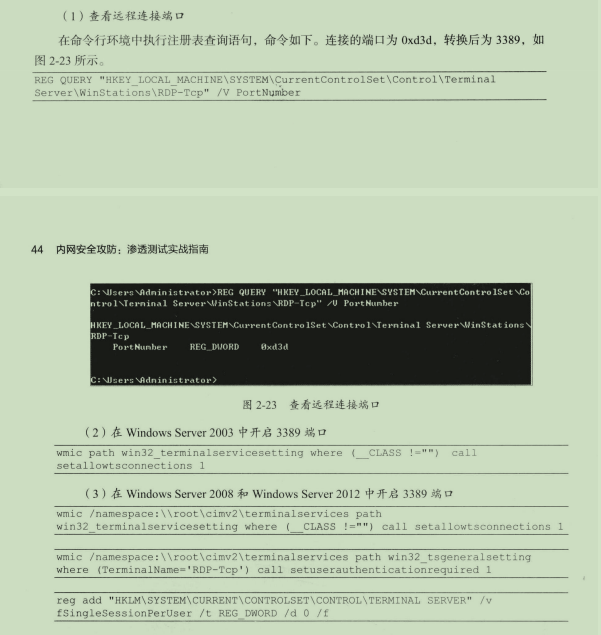 （1）查看远程连接端口
在命令行环境中执行注册表查询语句，命令如下。连接的端口为 0xd3d，转换后为 3389，如
图 2-23 所示。
REG QUERY "HKEY_LOCAL_MACHINE\SYSTEM\CurrentControlSet\Control\Terminal
Server\WinStations\RDP-Tcp" /V PortNumber
44 内网安全攻防：渗透测试实战指南
C:\Users\Administrator>REG QUERY "HKEY_LOCAL_MACHINE\SYSTEM\CurrentControlSet\Co
ntrol\Terminal Server\WinStations\RDP-Tcp" /V PortNumber
HKEY_LOCAL_MACHINE\SYSTEM\CurrentControlSet\Control\Terminal Server\WinStations\
RDP-Tcp
PortNumber REG_DWORD 0xd3d
C:\Users\Administrator>
图 2-23 查看远程连接端口
（2）在 Windows Server 2003 中开启 3389 端口
wmic path win32_terminalservicesetting where (__CLASS !="") call
setallowtsconnections 1
（3）在 Windows Server 2008 和 Windows Server 2012 中开启 3389 端口
wmic /namespace:\\root\cimv2\terminalservices path
win32_terminalservicesetting where (__CLASS !="") call setallowtsconnections 1
wmic /namespace:\\root\cimv2\terminalservices path win32_tsgeneralsetting
where (TerminalName='RDP-Tcp') call setuserauthenticationrequired 1
reg add "HKLM\SYSTEM\CURRENT\CONTROLSET\CONTROL\TERMINAL SERVER" /v
fSingleSessionPerUser /t REG_DWORD /d 0 /f